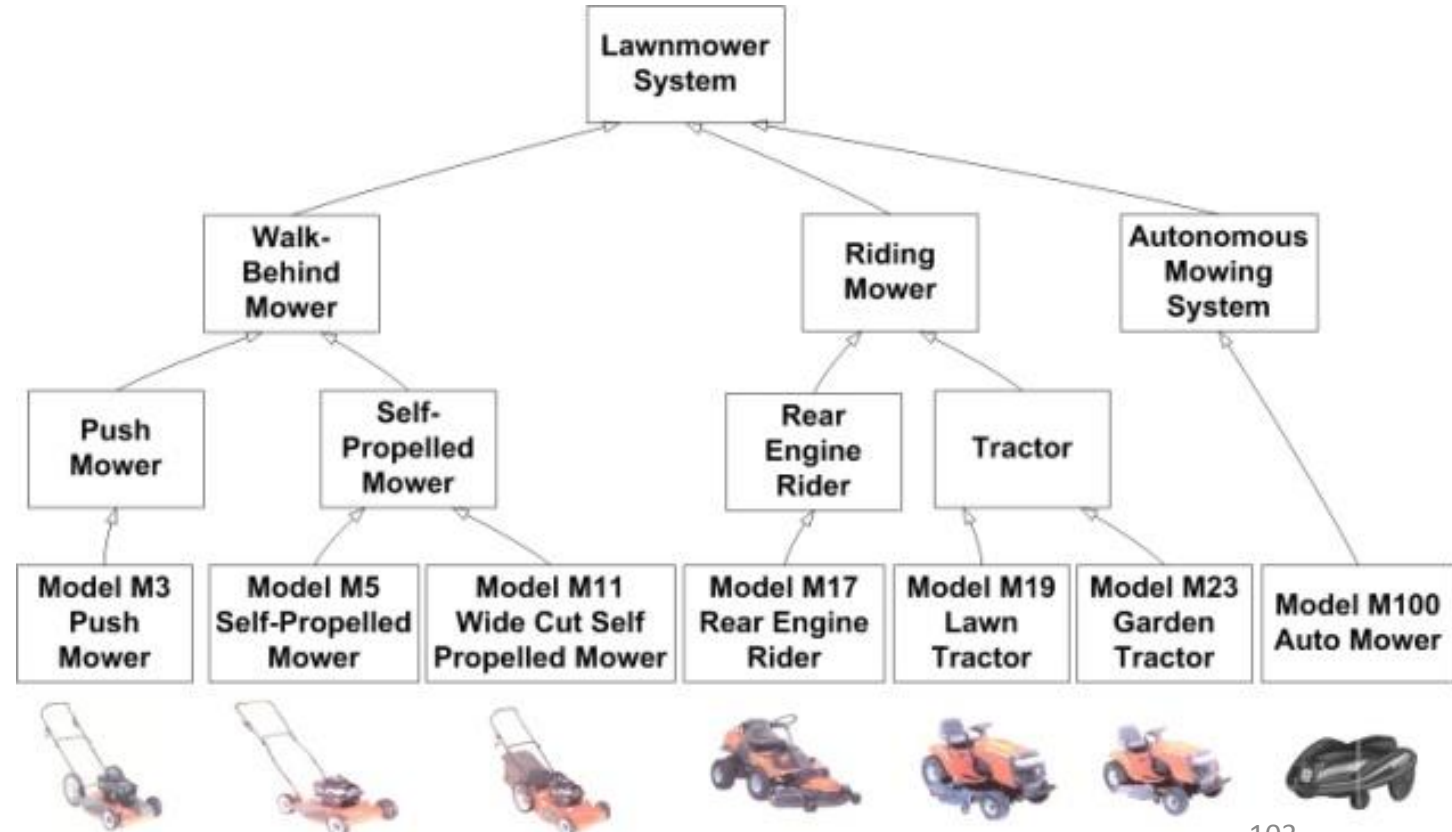 Lawnmower
System
Walk-
Behind
Mower
Riding
Mower
Autonomous
Mowing
System
Push
Mower
Self-
Propelled
Mower
Rear
Engine
Rider
Tractor
Model M3
Push
Mower
Model M5
Self-Propelled
Mower
Model M11
Wide Cut Self
Propelled Mower
Model M17
Rear Engine
Rider
Model M19
Lawn
Tractor
Model M23
Garden
Tractor
Model M100
Auto Mower